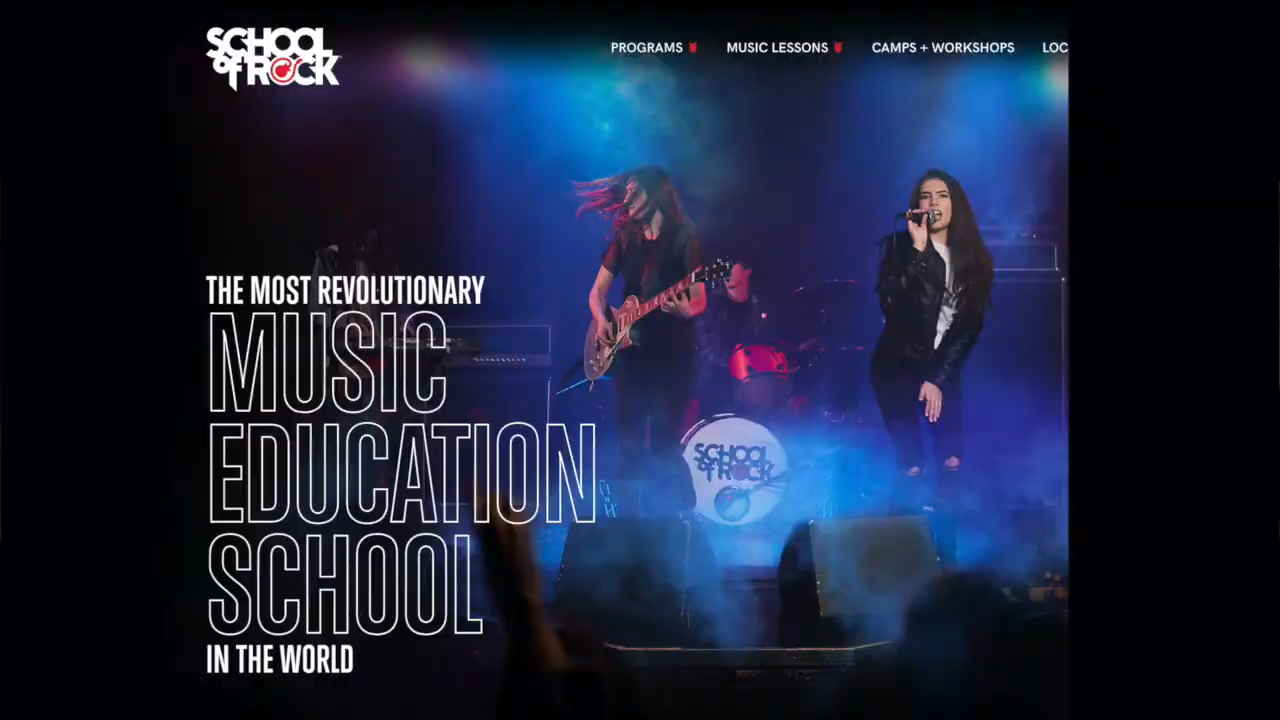 SCHOOL
of ROCK
PROGRAMS
MUSIC LESSONS
CAMPS + WORKSHOPS
LOC
THE MOST REVOLUTIONARY
MUSIC
EDUCATION
SCHOOL
IN THE WORLD
SCHOOL
of ROCK